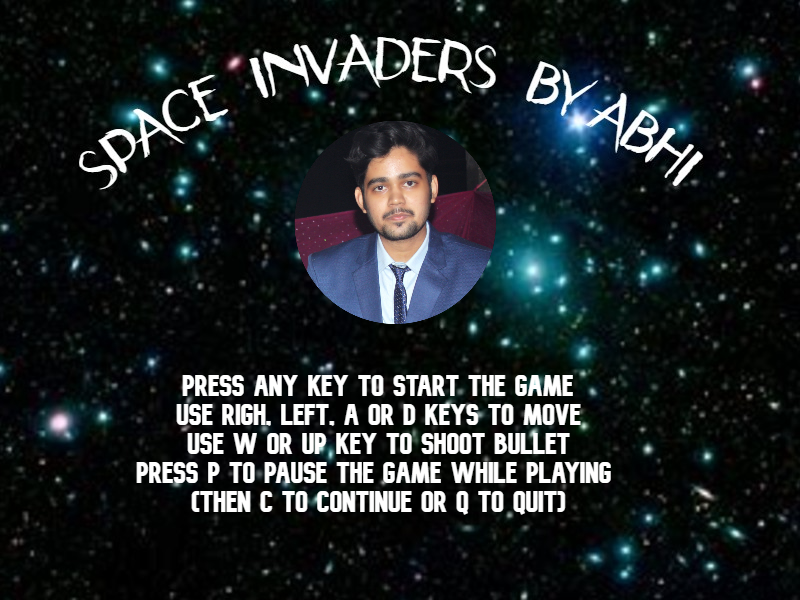 SPACE INVADERS BY ABHI
PRESS ANY KEY TO START THE GAME
USE RIGH, LEFT, A OR D KEYS TO MOVE
USE W OR UP KEY TO SHOOT BULLET
PRESS P TO PAUSE THE GAME WHILE PLAYING
(THEN C TO CONTINUE OR Q TO QUIT)